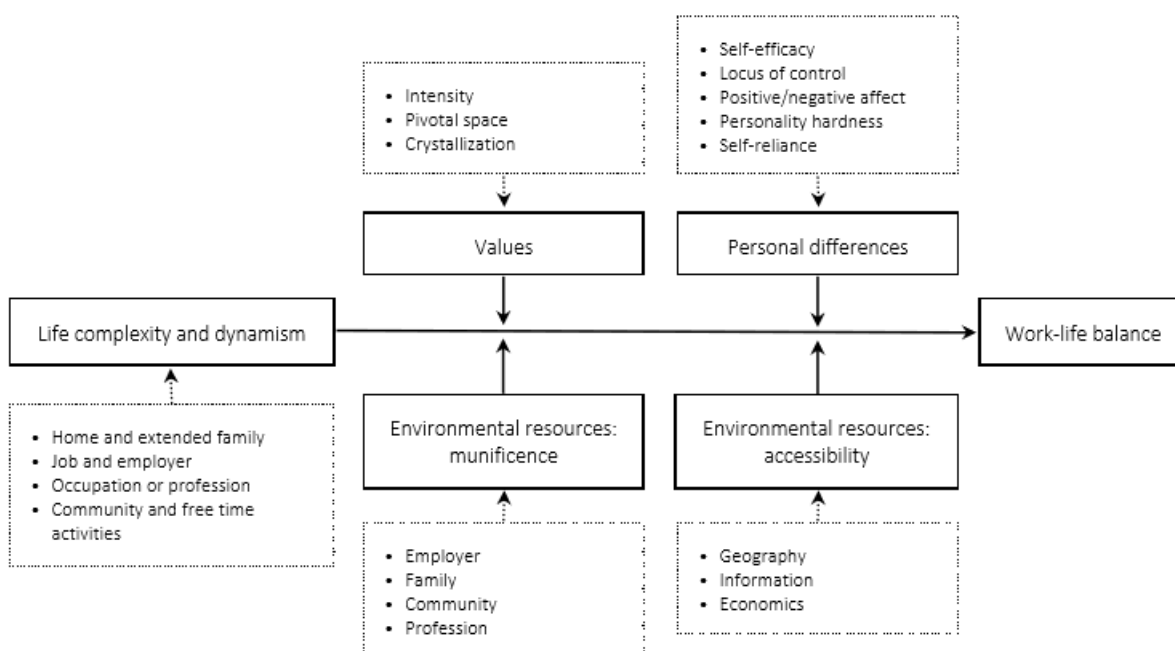 • Self-efficacy
• Locus of control
• Positive/negative affect
• Personality hardness
• Self-reliance
• Intensity
• Pivotal space
• Crystallization
Values
Personal differences
Life complexity and dynamism
Work-life balance
• Home and extended family
• Job and employer
• Occupation or profession
• Community and free time
activities
Environmental resources:
munificence
Environmental resources:
accessibility
• Employer
• Family
• Community
• Profession
• Geography
• Information
• Economics